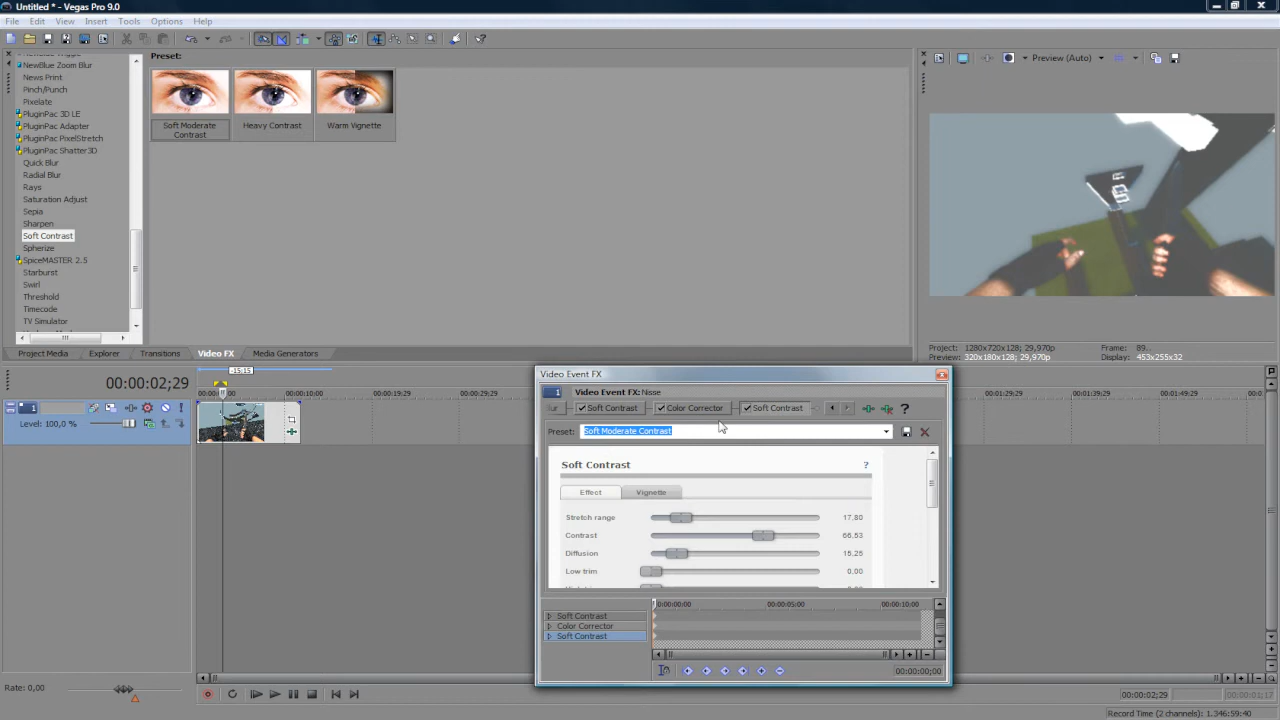 Untitled * - Vegas Pro 9.0
File Edit View Insert Tools Options Help
NewBlue Zoom Blur
News Print
Pinch/Punch
Pixelate
PluginPac 3D LE
PluginPac Adapter
PluginPac PixelStretch
PluginPac Shatter3D
Quick Blur
Radial Blur
Rays
Saturation Adjust
Sepia
Sharpen
Soft Contrast
Spherize
SpiceMASTER 2.5
Starburst
Swirl
Threshold
Timecode
TV Simulator
Preset:
Soft Moderate
Contrast
Heavy Contrast
Warm Vignette
Preview (Auto)
Project: 1280x720x128; 29,970p
Preview: 320x180x128; 29,970p
Frame: 89...
Display: 453x255x32
Project Media Explorer Transitions Video FX Media Generators
-15;15
00:00:02;29
00:00:10;00 00:00:19;29 00:00:29;29 00:01:29;29 00:01:39;29 00:01:49;29 00:0
1
Level: 100,0 %
Video Event FX
1 Video Event FX: Nisse
lur Soft Contrast Color Corrector Soft Contrast
Preset: Soft Moderate Contrast
Soft Contrast ?
Effect Vignette
Stretch range 17,80
Contrast 66,53
Diffusion 15,25
Low trim 0,00
0:00:00;00 00:00:05;00 00:00:10;00
Soft Contrast
Color Corrector
Soft Contrast
00:00:00;00
Rate: 0,00
00:00:02;29 00:00:01;17
Record Time (2 channels): 1.346:59:40